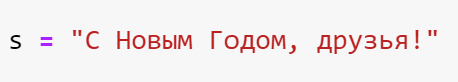 s = "С Новым Годом, друзья!"